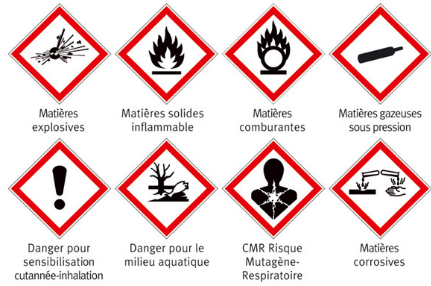 Matières
explosives
Matières solides
inflammable
Matières
comburantes
Matières gazeuses
sous pression
Danger pour
sensibilisation
cutannée-inhalation
Danger pour le
milieu aquatique
CMR Risque
Mutagène-
Respiratoire
Matières
corrosives